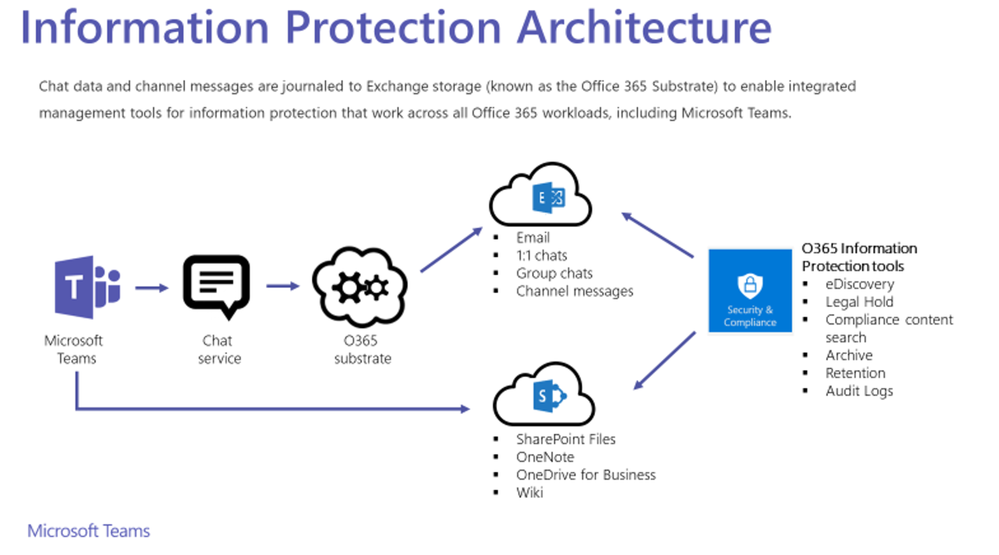 Information Protection Architecture
Chat data and channel messages are journaled to Exchange storage (known as the Office 365 Substrate) to enable integrated
management tools for information protection that work across all Office 365 workloads, including Microsoft Teams.
E
▪ Email
▪ 1:1 chats
▪ Group chats
▪ Channel messages
T
Microsoft
Teams
Chat
service
O365
substrate
Security &
Compliance
O365 Information
Protection tools
▪ eDiscovery
▪ Legal Hold
▪ Compliance content
search
▪ Archive
▪ Retention
▪ Audit Logs
S
▪ SharePoint Files
▪ OneNote
▪ OneDrive for Business
▪ Wiki
Microsoft Teams